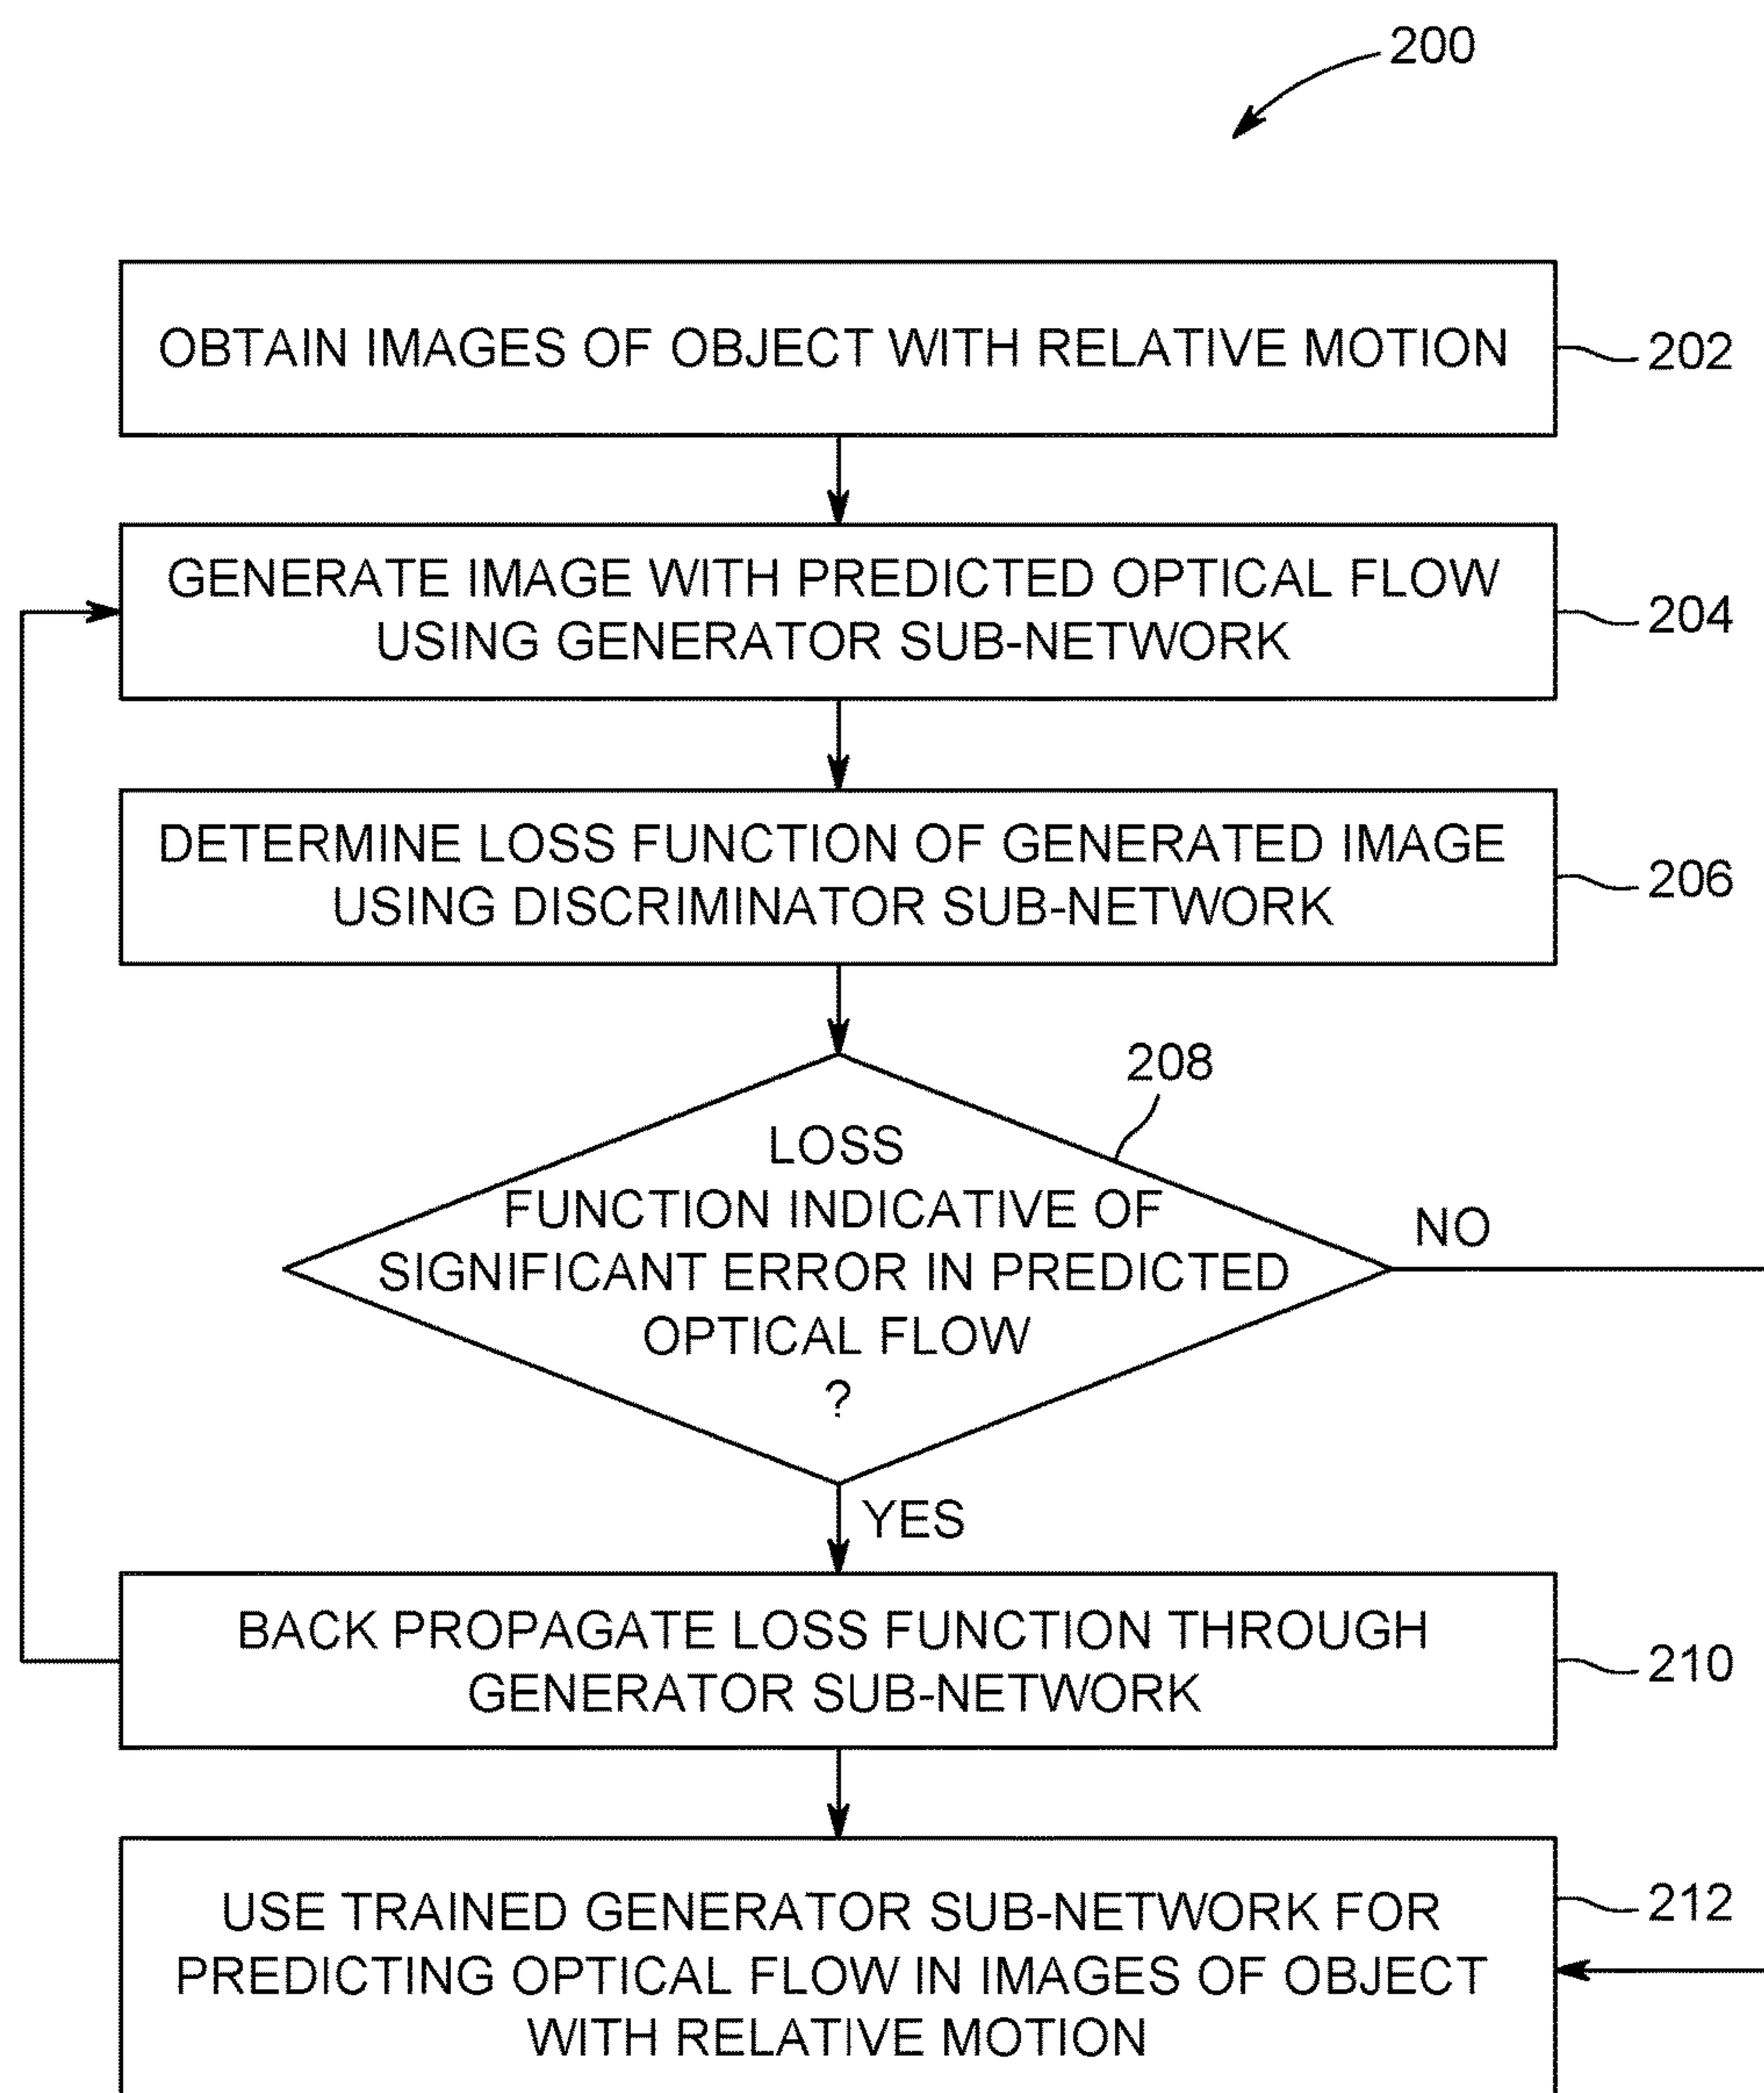 200
OBTAIN IMAGES OF OBJECT WITH RELATIVE MOTION
202
GENERATE IMAGE WITH PREDICTED OPTICAL FLOW
USING GENERATOR SUB-NETWORK
204
DETERMINE LOSS FUNCTION OF GENERATED IMAGE
USING DISCRIMINATOR SUB-NETWORK
206
208
LOSS
FUNCTION INDICATIVE OF
SIGNIFICANT ERROR IN PREDICTED
OPTICAL FLOW
?
NO
YES
BACK PROPAGATE LOSS FUNCTION THROUGH
GENERATOR SUB-NETWORK
210
USE TRAINED GENERATOR SUB-NETWORK FOR
PREDICTING OPTICAL FLOW IN IMAGES OF OBJECT
WITH RELATIVE MOTION
212